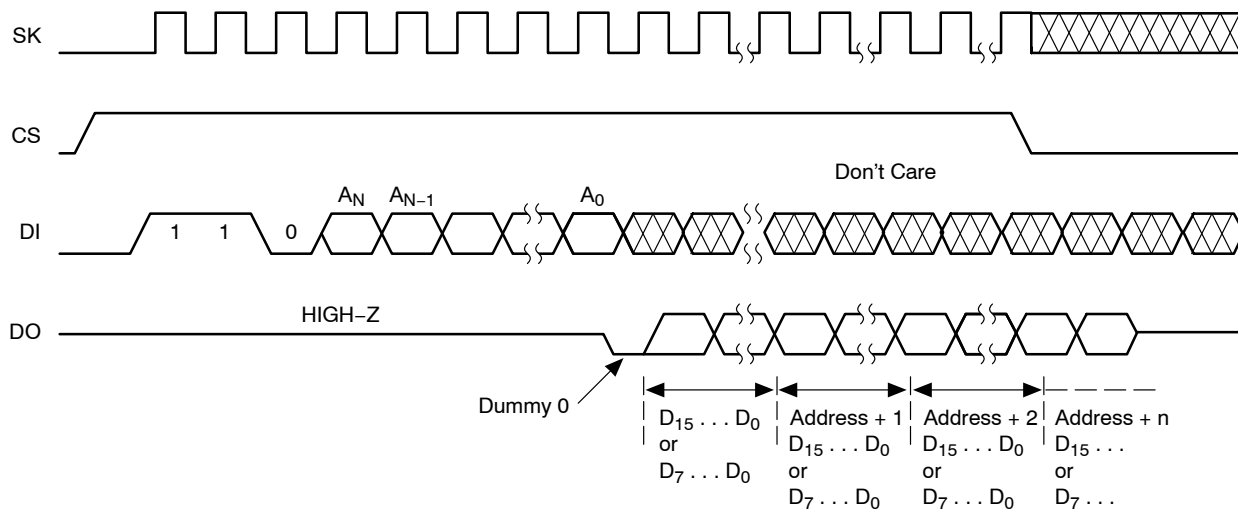 SK
CS
Don't Care
A_N A_{N−1} A_0
DI 1 1 0
HIGH−Z
DO
Dummy 0
D_15 . . . D_0
or
D_7 . . . D_0
Address + 1
D_15 . . . D_0
or
D_7 . . . D_0
Address + 2
D_15 . . . D_0
or
D_7 . . . D_0
Address + n
D_15 . . .
or
D_7 . . .